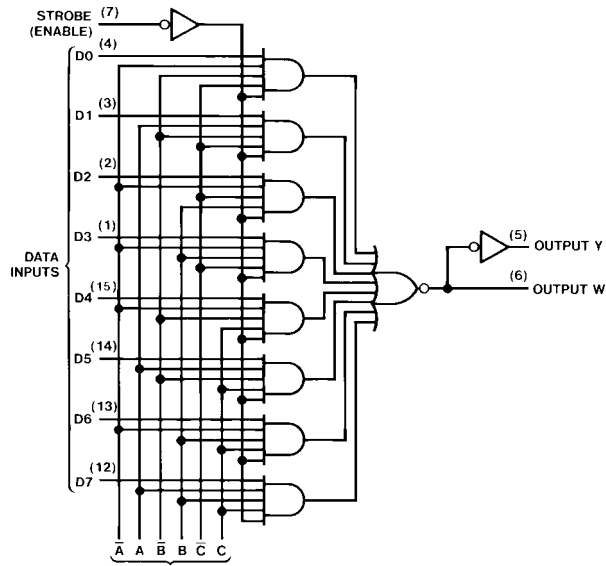 STROBE (7)
(ENABLE)
(4)
D0
(3)
D1
(2)
D2
(1)
D3
DATA
INPUTS
(15)
D4
(14)
D5
(13)
D6
(12)
D7
(5)
OUTPUT Y
(6)
OUTPUT W
A̅ A B̅ B C̅ C